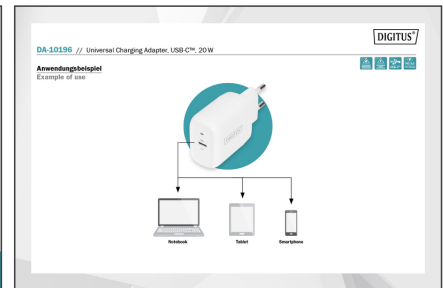 DIGITUS®
DA-10196 // Universal Charging Adapter, USB-C™, 20 W
Anwendungsbeispiel
Example of use
DIGITUS
Notebook
Tablet
Smartphone